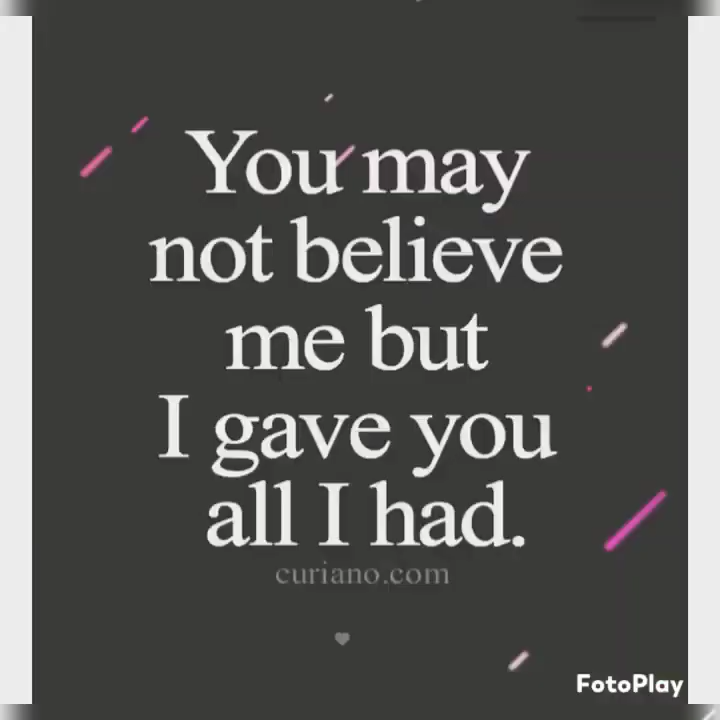 You may
not believe
me but
I gave you
all I had.
curiano.com
FotoPlay